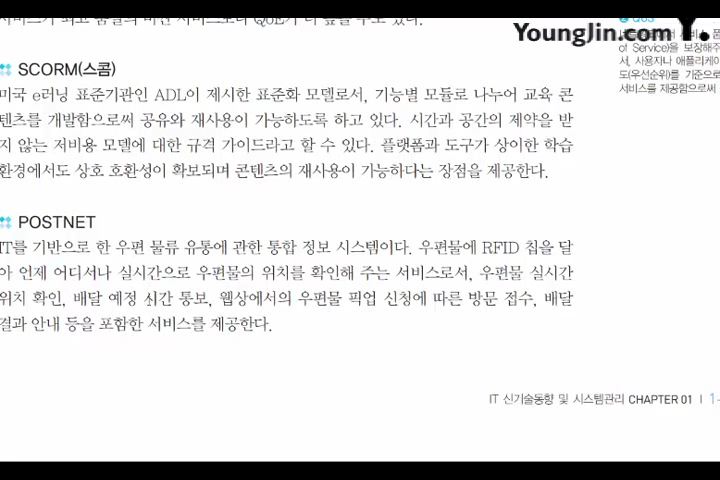 YoungJin.com Y.
QoS
of Service)을 보장해주
서, 사용자나 애플리케이
도(우선순위)를 기준으로
서비스를 제공함으로써
SCORM(스콤)
미국 e러닝 표준기관인 ADL이 제시한 표준화 모델로서, 기능별 모듈로 나누어 교육 콘
텐츠를 개발함으로써 공유와 재사용이 가능하도록 하고 있다. 시간과 공간의 제약을 받
지 않는 저비용 모델에 대한 규격 가이드라고 할 수 있다. 플랫폼과 도구가 상이한 학습
환경에서도 상호 호환성이 확보되며 콘텐츠의 재사용이 가능하다는 장점을 제공한다.
POSTNET
IT를 기반으로 한 우편 물류 유통에 관한 통합 정보 시스템이다. 우편물에 RFID 칩을 달
아 언제 어디서나 실시간으로 우편물의 위치를 확인해 주는 서비스로서, 우편물 실시간
위치 확인, 배달 예정 시간 통보, 웹상에서의 우편물 픽업 신청에 따른 방문 접수, 배달
결과 안내 등을 포함한 서비스를 제공한다.
IT 신기술동향 및 시스템관리 CHAPTER 01 | 1-